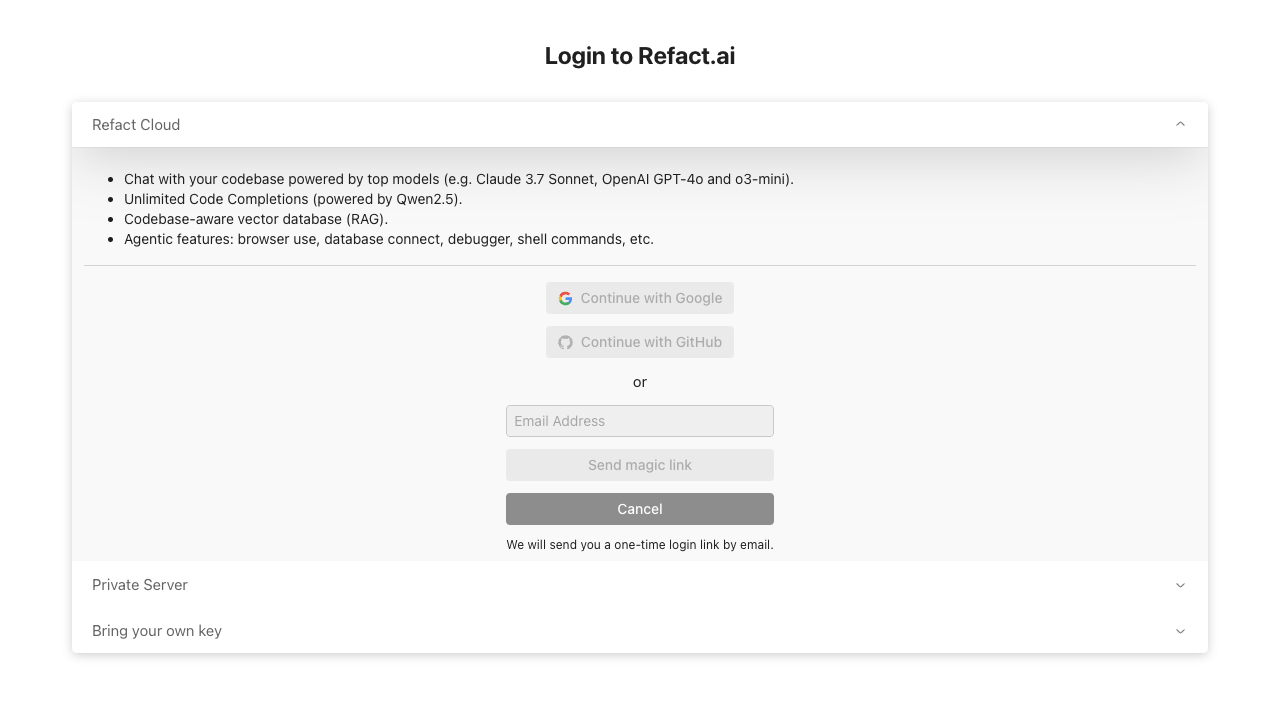 Login to Refact.ai
Refact Cloud
Chat with your codebase powered by top models (e.g. Claude 3.7 Sonnet, OpenAI GPT-4o and o3-mini).
Unlimited Code Completions (powered by Qwen2.5).
Codebase-aware vector database (RAG).
Agentic features: browser use, database connect, debugger, shell commands, etc.
Continue with Google
Continue with GitHub
or
Email Address
Send magic link
Cancel
We will send you a one-time login link by email.
Private Server
Bring your own key